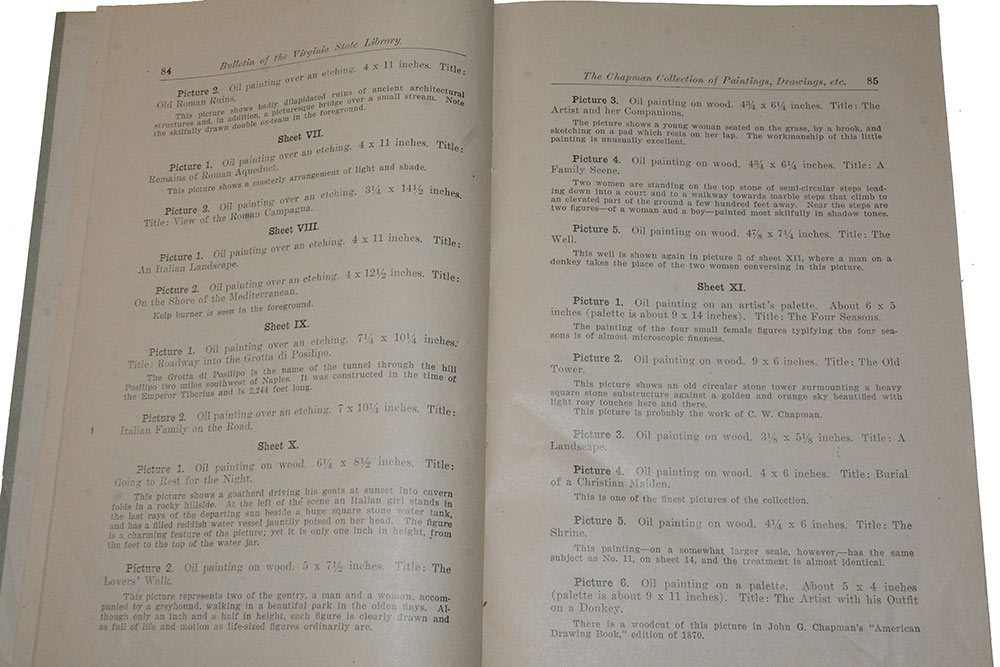 84
Bulletin of the Virginia State Library.
Picture 2. Oil painting over an etching. 4 x 11 inches. Title:
Old Roman Ruins.
This picture shows badly dilapidated ruins of ancient architectural
structures and, in addition, a picturesque bridge over a small stream. Note
the skilfully drawn double ox-team in the foreground.
Sheet VII.
Picture 1. Oil painting over an etching. 4 x 11 inches. Title:
Remains of Roman Aqueduct.
This picture shows a masterly arrangement of light and shade.
Picture 2. Oil painting over an etching. 3¼ x 14½ inches.
Title: View of the Roman Campagna.
Sheet VIII.
Picture 1. Oil painting over an etching. 4 x 11 inches. Title:
An Italian Landscape.
Picture 2. Oil painting over an etching. 4 x 12½ inches. Title:
On the Shore of the Mediterranean.
Kelp burner is seen in the foreground.
Sheet IX.
Picture 1. Oil painting over an etching. 7¼ x 10¼ inches.
Title: Roadway into the Grotta di Posilipo.
The Grotta di Posilipo is the name of the tunnel through the hill
Posilipo two miles southwest of Naples. It was constructed in the time of
the Emperor Tiberius and is 2,244 feet long.
Picture 2. Oil painting over an etching. 7 x 10¼ inches. Title:
Italian Family on the Road.
Sheet X.
Picture 1. Oil painting on wood. 6¼ x 8½ inches. Title:
Going to Rest for the Night.
This picture shows a goatherd driving his goats at sunset into cavern
folds in a rocky hillside. At the left of the scene an Italian girl stands in
the last rays of the departing sun beside a huge square stone water tank,
and has a filled reddish water vessel jauntily poised on her head. The figure
is a charming feature of the picture; yet it is only one inch in height, from
the feet to the top of the water jar.
Picture 2. Oil painting on wood. 5 x 7½ inches. Title: The
Lovers' Walk.
This picture represents two of the gentry, a man and a woman, accom-
panied by a greyhound, walking in a beautiful park in the olden days. Al-
though only an inch and a half in height, each figure is clearly drawn and
as full of life and motion as life-sized figures ordinarily are.
The Chapman Collection of Paintings, Drawings, etc. 85
Picture 3. Oil painting on wood. 4¾ x 6¼ inches. Title: The
Artist and her Companions.
The picture shows a young woman seated on the grass, by a brook, and
sketching on a pad which rests on her lap. The workmanship of this little
painting is unusually excellent.
Picture 4. Oil painting on wood. 4¾ x 6¼ inches. Title: A
Family Scene.
Two women are standing on the top stone of semi-circular steps lead-
ing down into a court and to a walkway towards marble steps that climb to
an elevated part of the ground a few hundred feet away. Near the steps are
two figures—of a woman and a boy—painted most skilfully in shadow tones.
Picture 5. Oil painting on wood. 4⅞ x 7¼ inches. Title: The
Well.
This well is shown again in picture 3 of sheet XII, where a man on a
donkey takes the place of the two women conversing in this picture.
Sheet XI.
Picture 1. Oil painting on an artist's palette. About 6 x 5
inches (palette is about 9 x 14 inches). Title: The Four Seasons.
The painting of the four small female figures typifying the four sea-
sons is of almost microscopic fineness.
Picture 2. Oil painting on wood. 9 x 6 inches. Title: The Old
Tower.
This picture shows an old circular stone tower surmounting a heavy
square stone substructure against a golden and orange sky beautified with
light rosy touches here and there.
This picture is probably the work of C. W. Chapman.
Picture 3. Oil painting on wood. 3⅛ x 5⅛ inches. Title: A
Landscape.
Picture 4. Oil painting on wood. 4 x 6 inches. Title: Burial
of a Christian Maiden.
This is one of the finest pictures of the collection.
Picture 5. Oil painting on wood. 4¼ x 6 inches. Title: The
Shrine.
This painting—on a somewhat larger scale, however,—has the same
subject as No. 11, on sheet 14, and the treatment is almost identical.
Picture 6. Oil painting on a palette. About 5 x 4 inches
(palette is about 9 x 11 inches). Title: The Artist with his Outfit
on a Donkey.
There is a woodcut of this picture in John G. Chapman's "American
Drawing Book," edition of 1870.